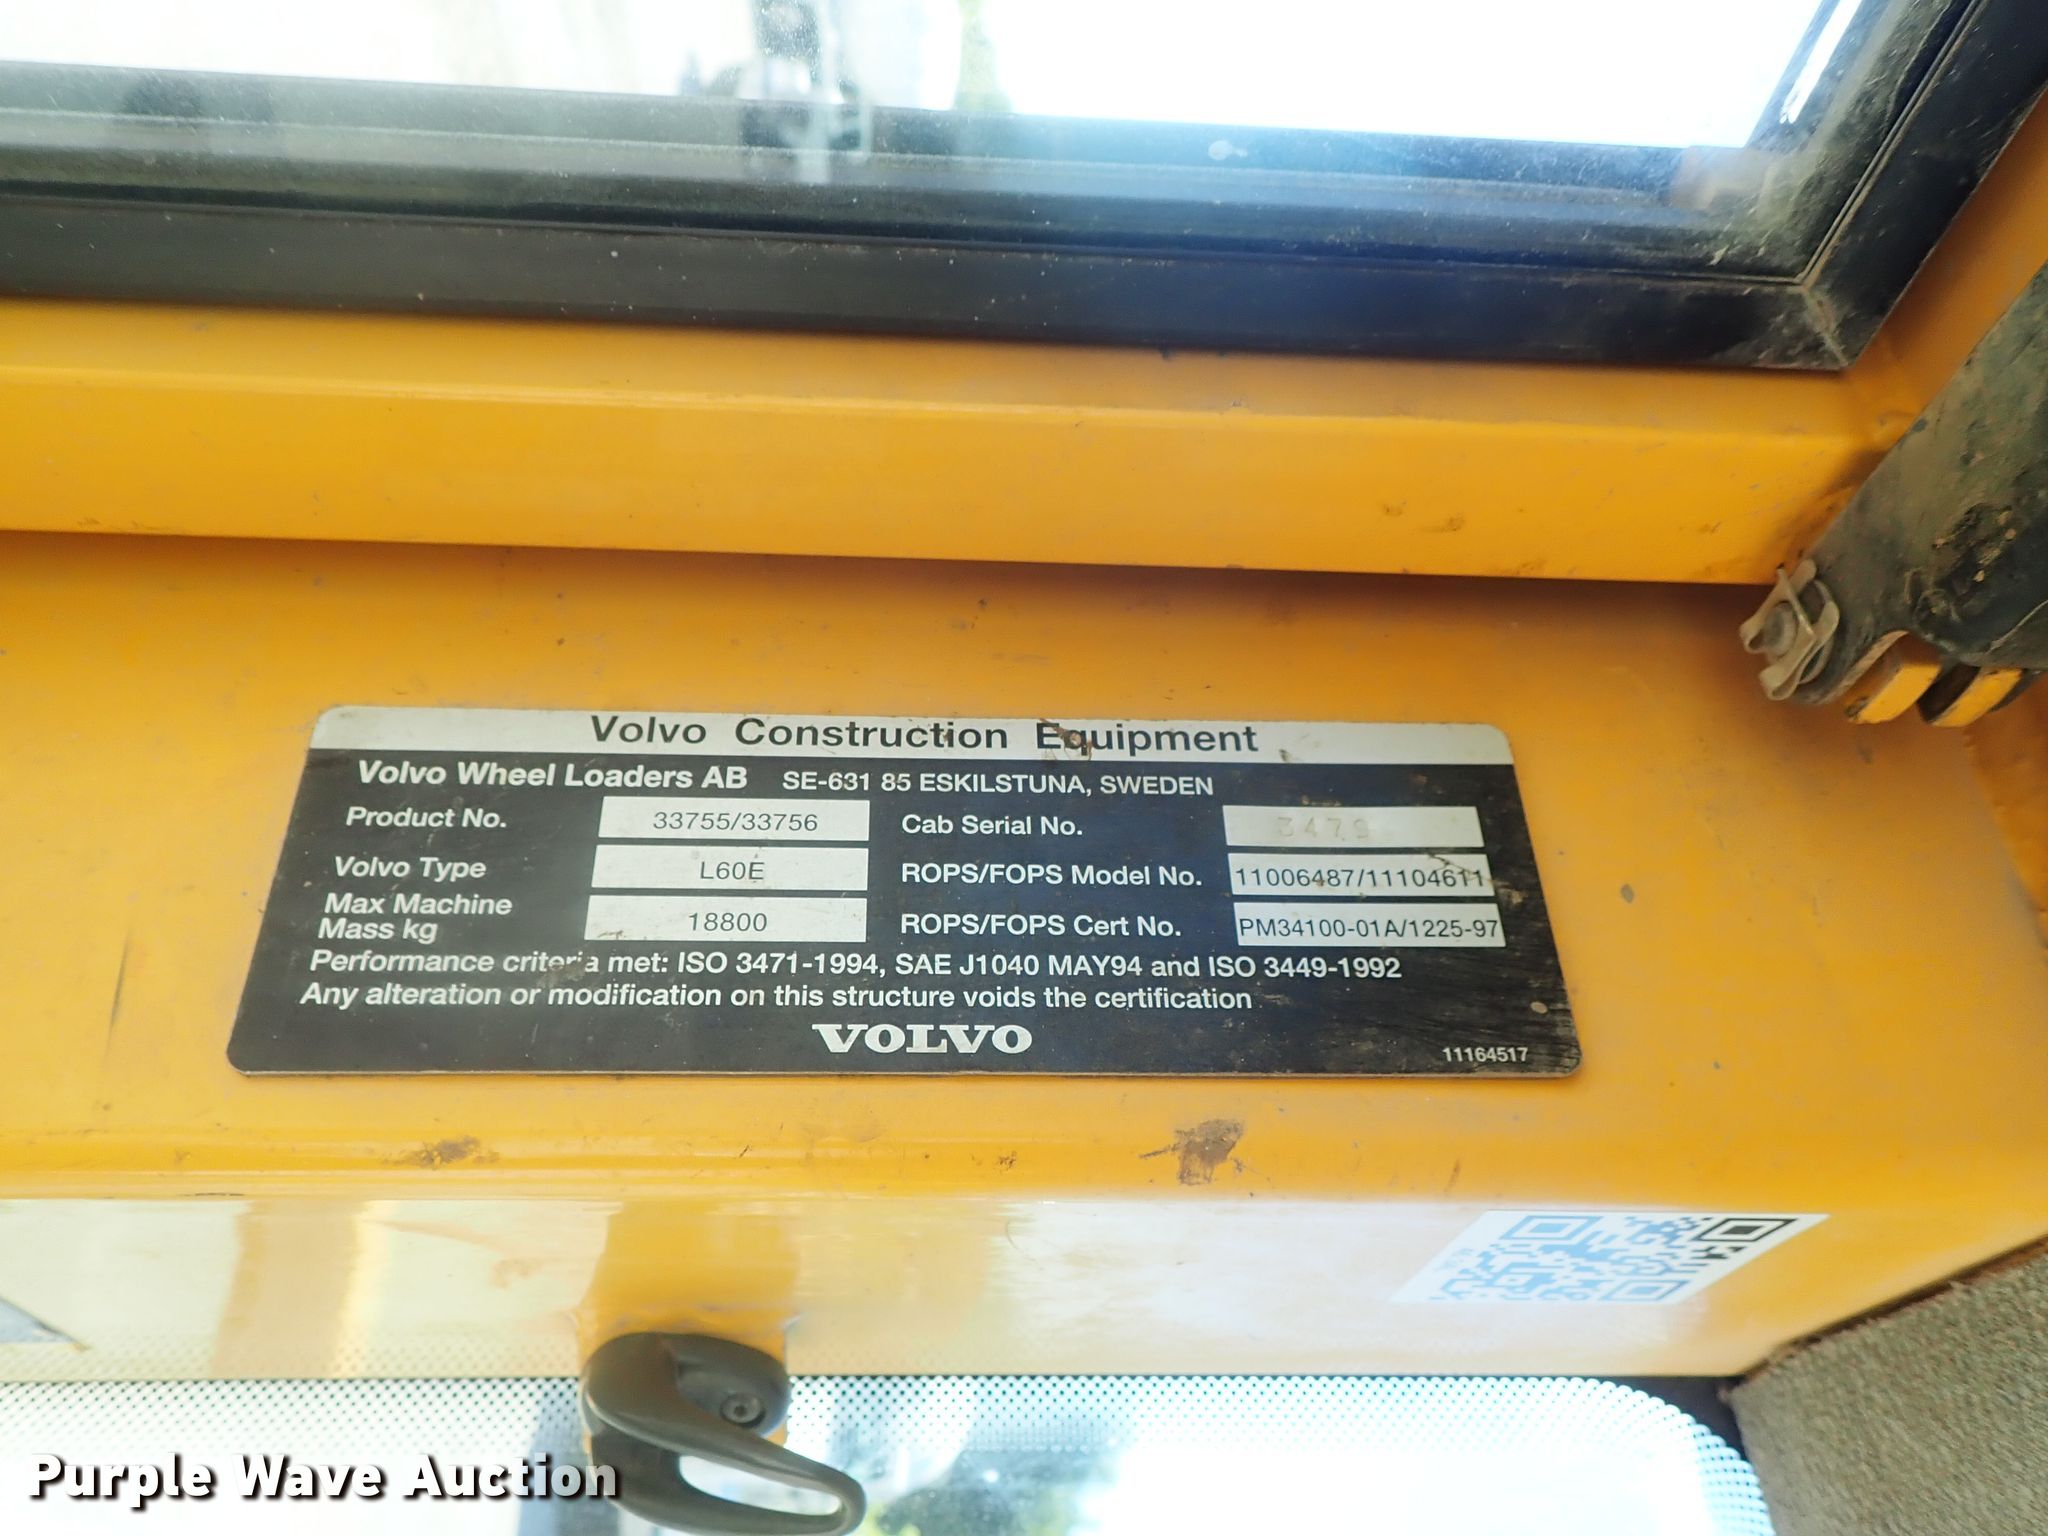 Volvo Construction Equipment
Volvo Wheel Loaders AB SE-631 85 ESKILSTUNA, SWEDEN
Product No. 33755/33756 Cab Serial No. 3479
Volvo Type L60E ROPS/FOPS Model No. 11006487/11104611
Max Machine
Mass kg 18800 ROPS/FOPS Cert No. PM34100-01A/1225-97
Performance criteria met: ISO 3471-1994, SAE J1040 MAY94 and ISO 3449-1992
Any alteration or modification on this structure voids the certification
VOLVO
11164517
Purple Wave Auction